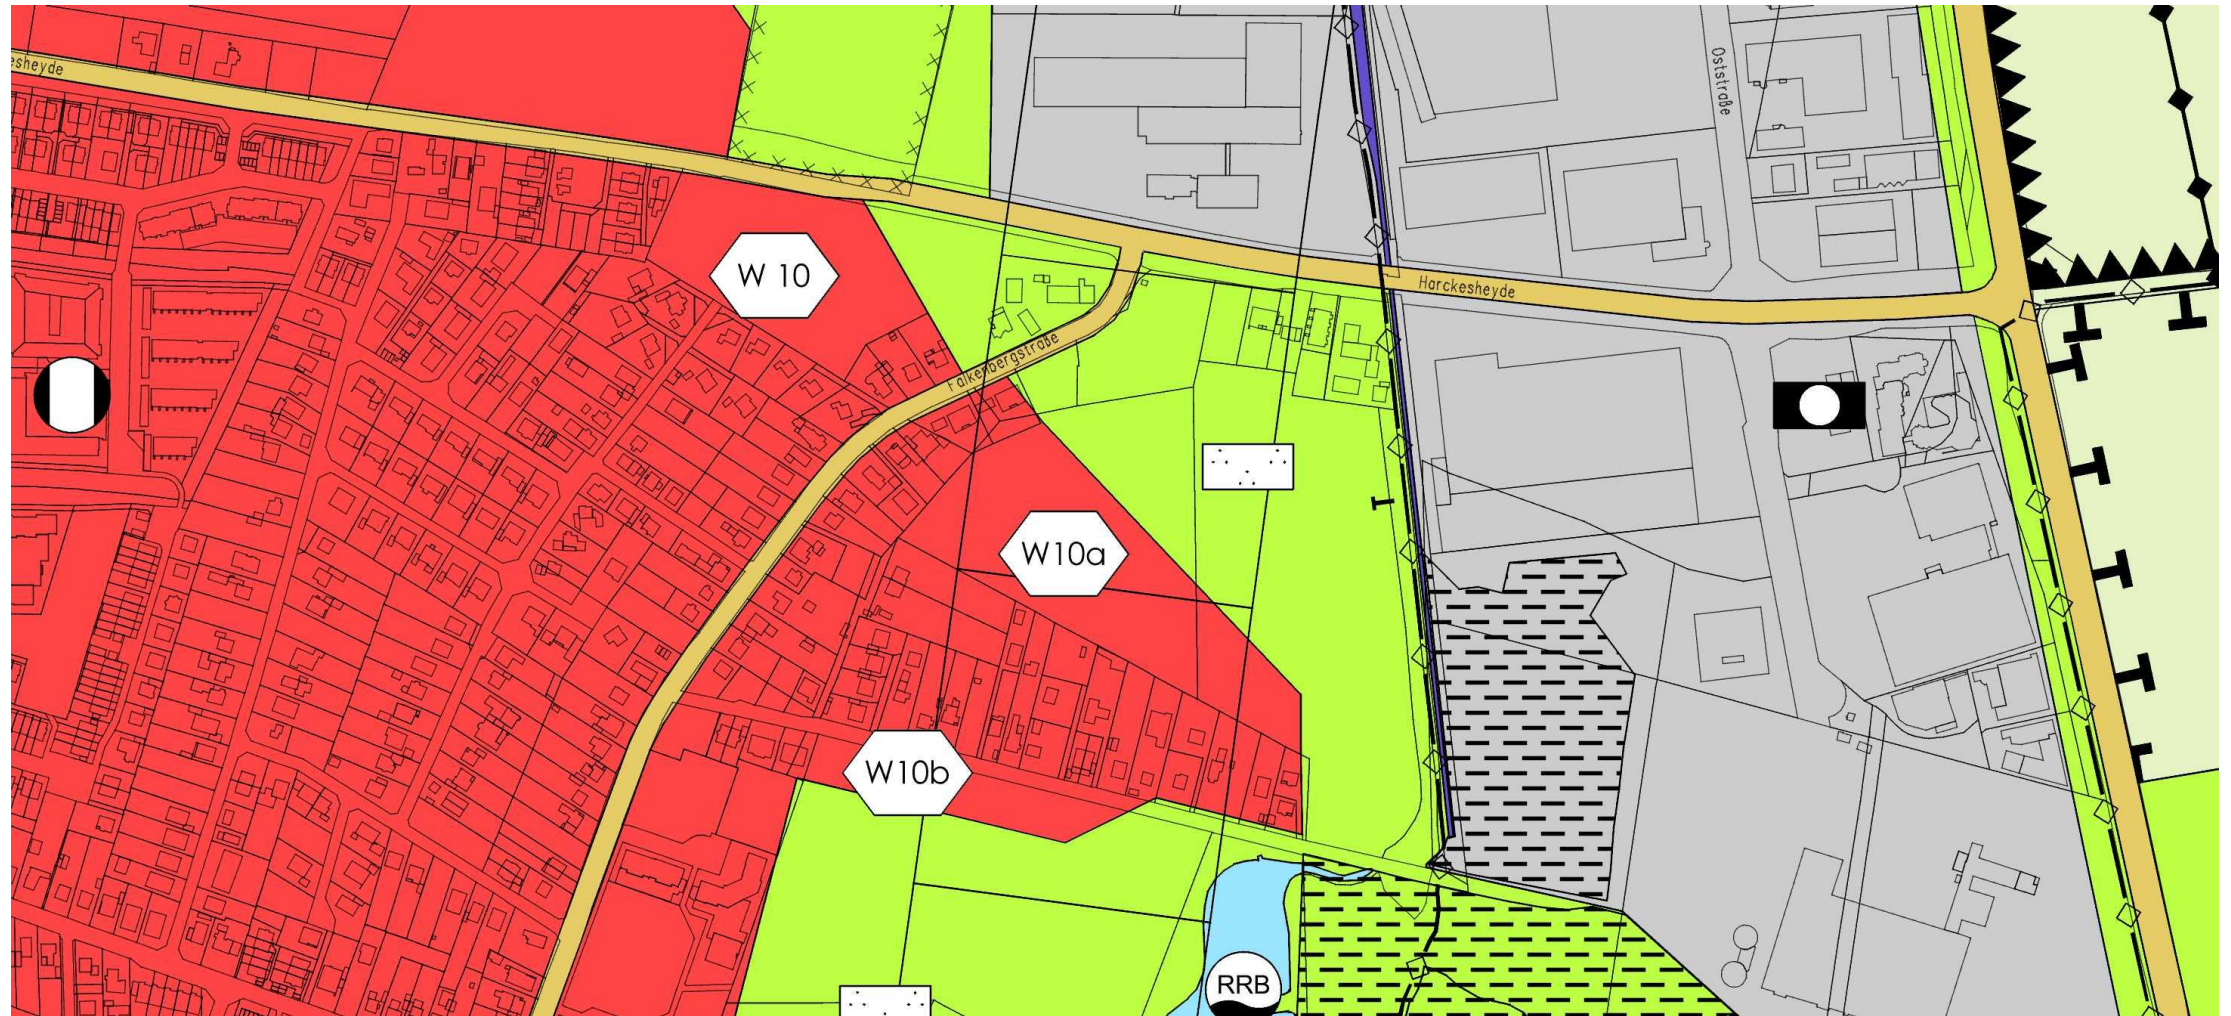 esheyde
Oststraße
W 10
Harckesheyde
Falkenbergstraße
W10a
W10b
RRB